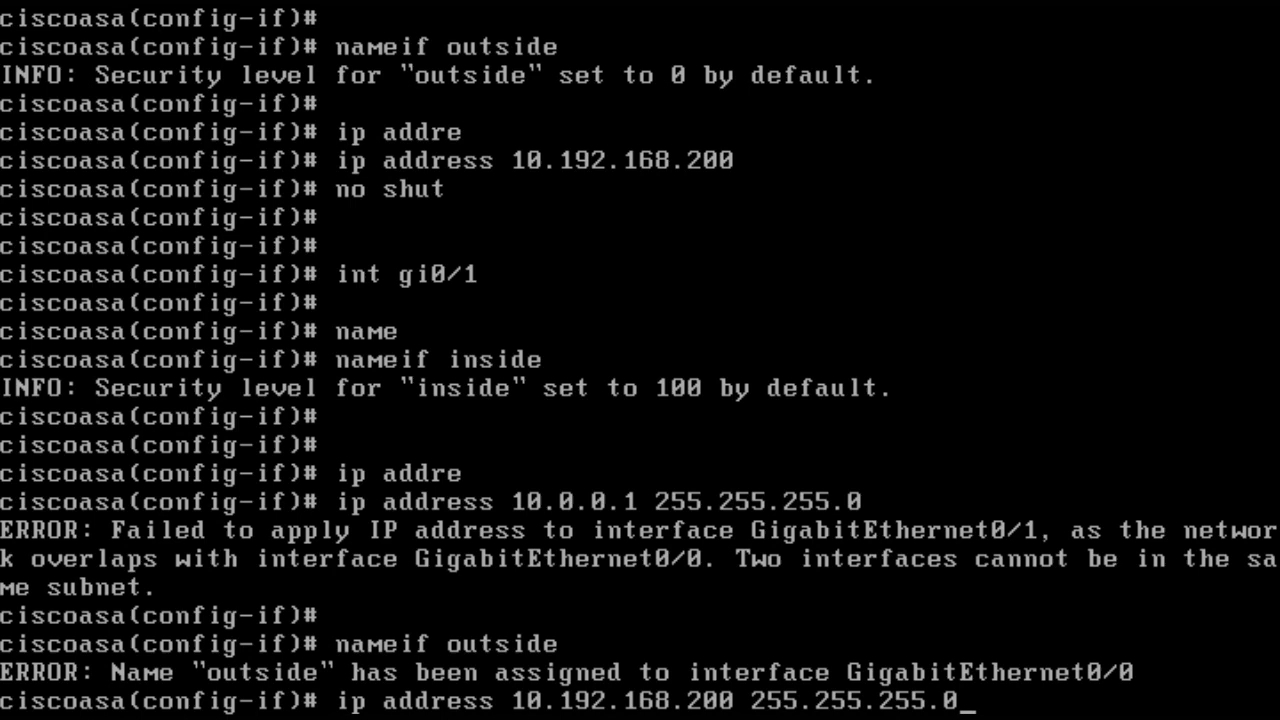 ciscoasa(config-if)#
ciscoasa(config-if)# nameif outside
INFO: Security level for "outside" set to 0 by default.
ciscoasa(config-if)#
ciscoasa(config-if)# ip addre
ciscoasa(config-if)# ip address 10.192.168.200
ciscoasa(config-if)# no shut
ciscoasa(config-if)#
ciscoasa(config-if)#
ciscoasa(config-if)# int gi0/1
ciscoasa(config-if)#
ciscoasa(config-if)# name
ciscoasa(config-if)# nameif inside
INFO: Security level for "inside" set to 100 by default.
ciscoasa(config-if)#
ciscoasa(config-if)#
ciscoasa(config-if)# ip addre
ciscoasa(config-if)# ip address 10.0.0.1 255.255.255.0
ERROR: Failed to apply IP address to interface GigabitEthernet0/1, as the networ
k overlaps with interface GigabitEthernet0/0. Two interfaces cannot be in the sa
me subnet.
ciscoasa(config-if)#
ciscoasa(config-if)# nameif outside
ERROR: Name "outside" has been assigned to interface GigabitEthernet0/0
ciscoasa(config-if)# ip address 10.192.168.200 255.255.255.0_